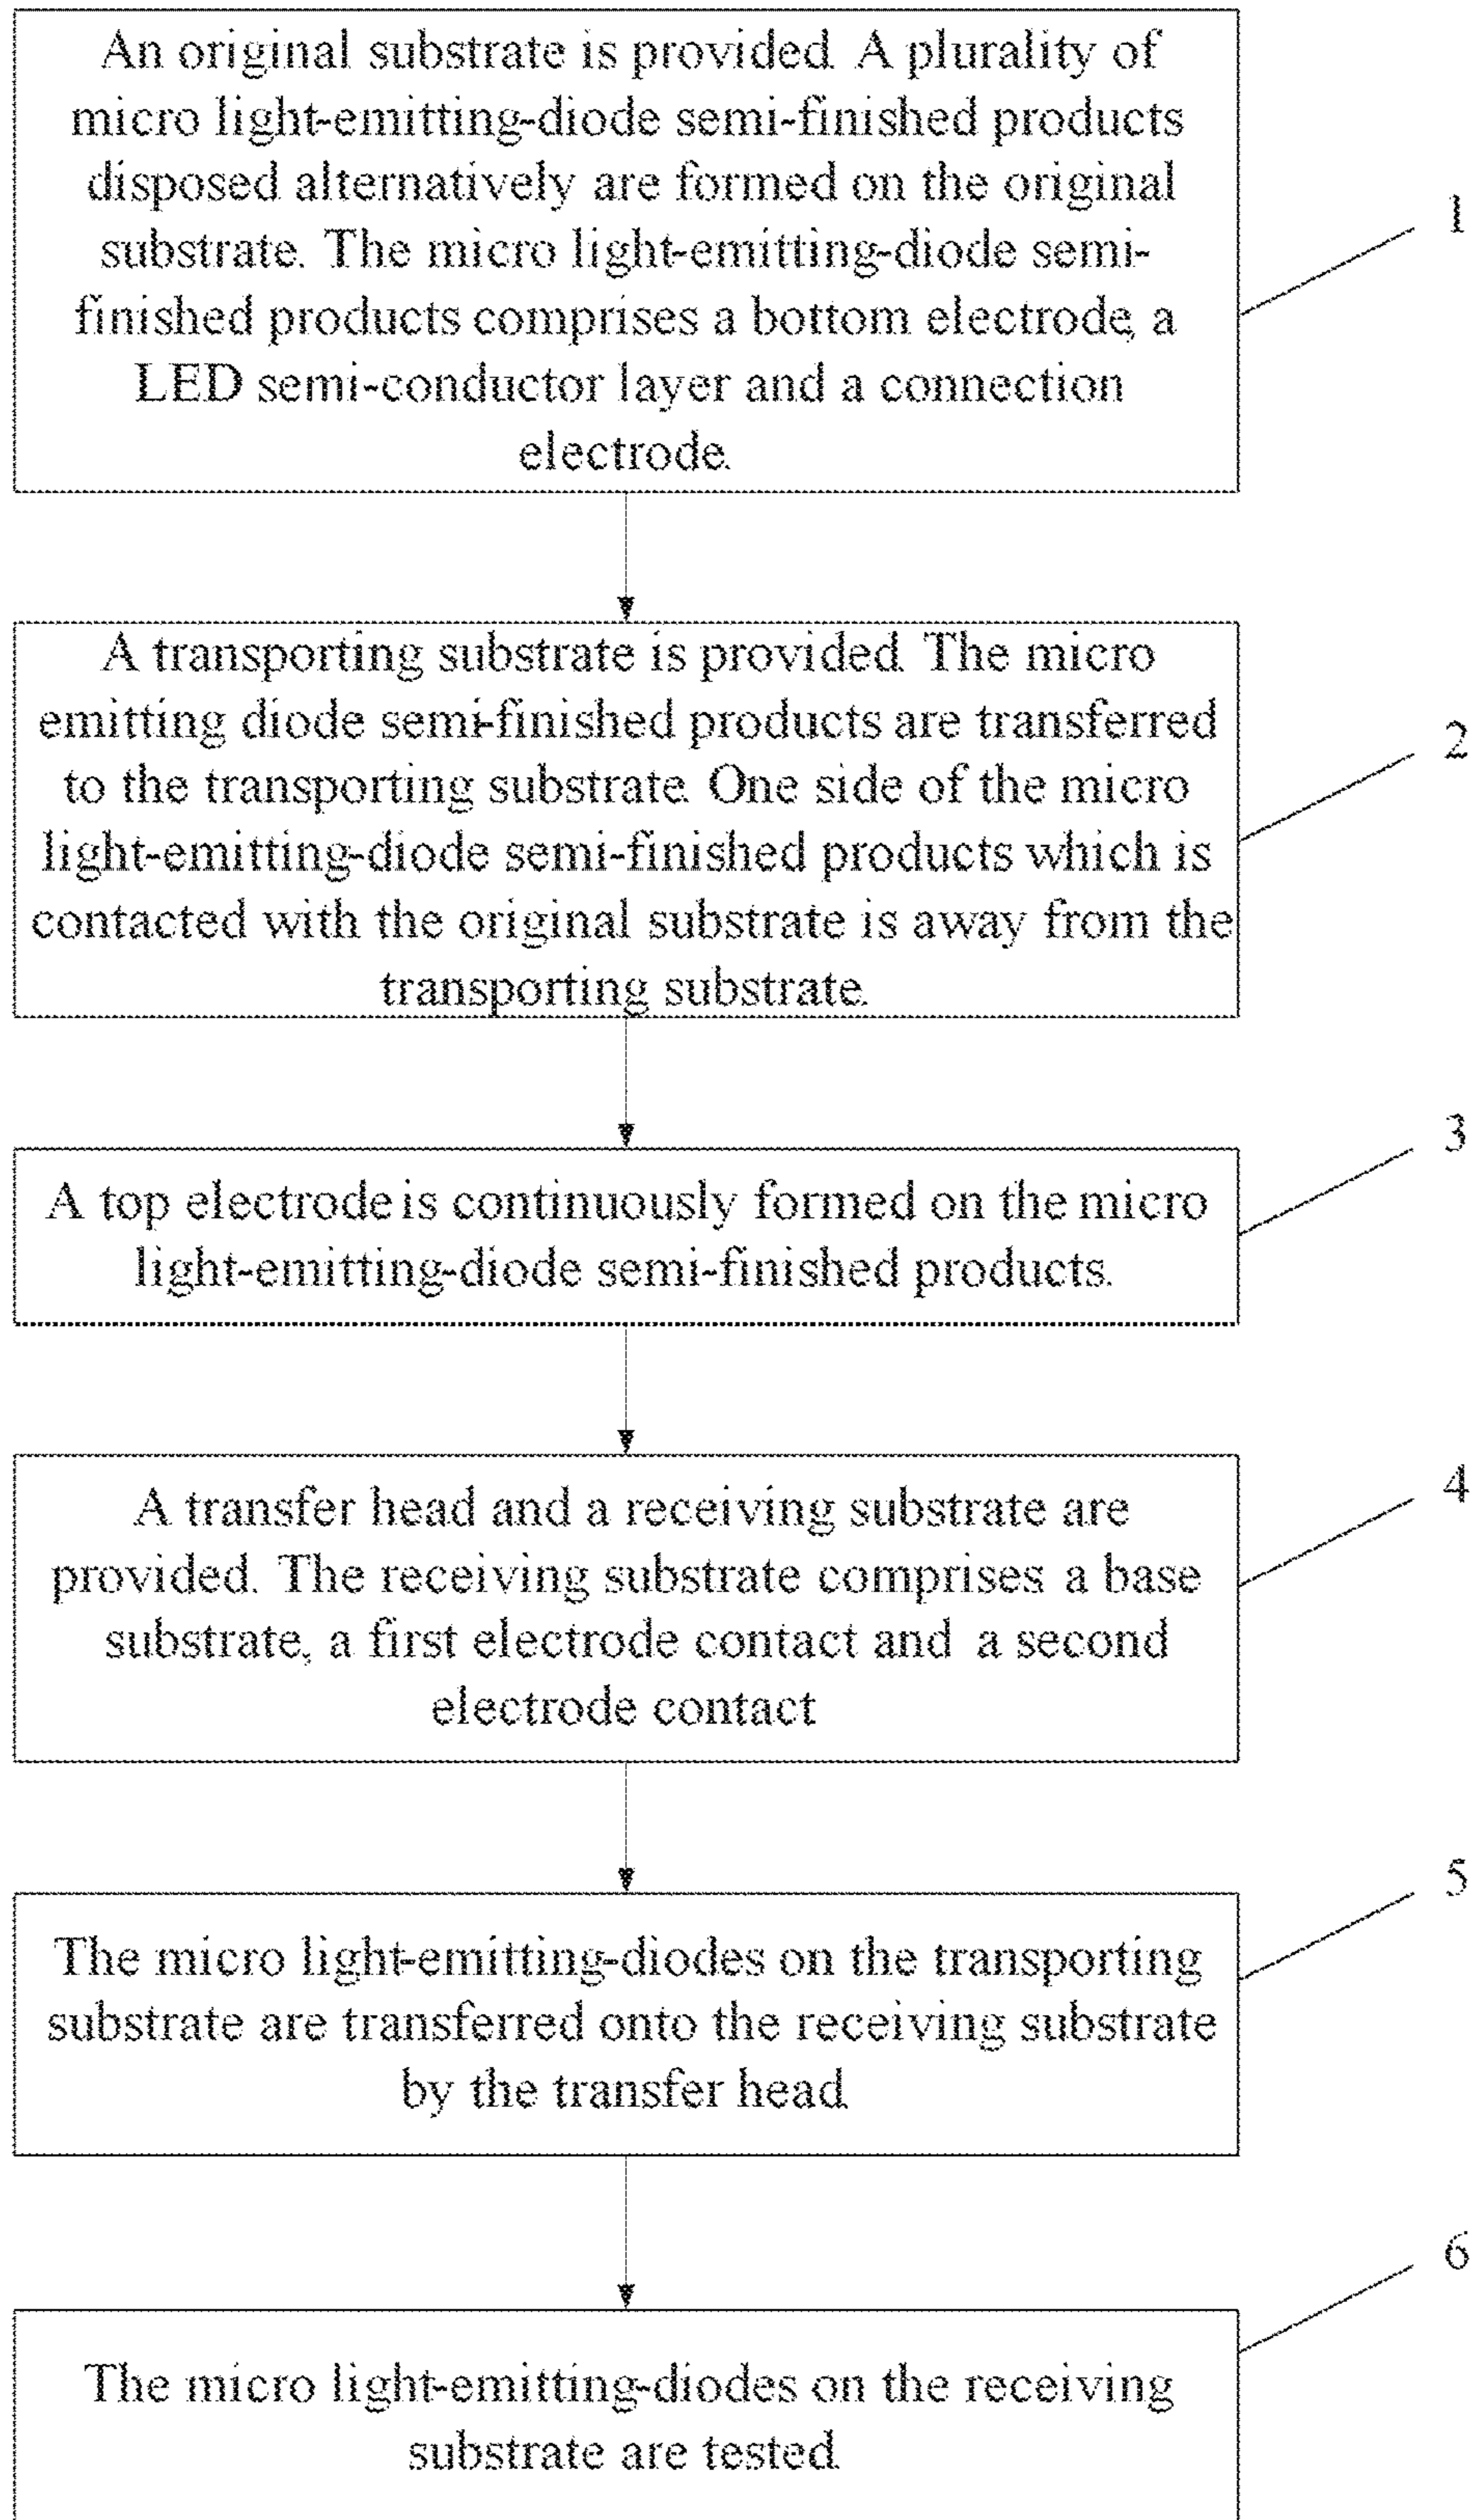 An original substrate is provided. A plurality of
micro light-emitting-diode semi-finished products
disposed alternatively are formed on the original
substrate. The micro light-emitting-diode semi-
finished products comprises a bottom electrode, a
LED semi-conductor layer and a connection
electrode.
1
A transporting substrate is provided. The micro
emitting diode semi-finished products are transferred
to the transporting substrate. One side of the micro
light-emitting-diode semi-finished products which is
contacted with the original substrate is away from the
transporting substrate.
2
A top electrode is continuously formed on the micro
light-emitting-diode semi-finished products.
3
A transfer head and a receiving substrate are
provided. The receiving substrate comprises a base
substrate, a first electrode contact and a second
electrode contact
4
The micro light-emitting-diodes on the transporting
substrate are transferred onto the receiving substrate
by the transfer head.
5
The micro light-emitting-diodes on the receiving
substrate are tested.
6